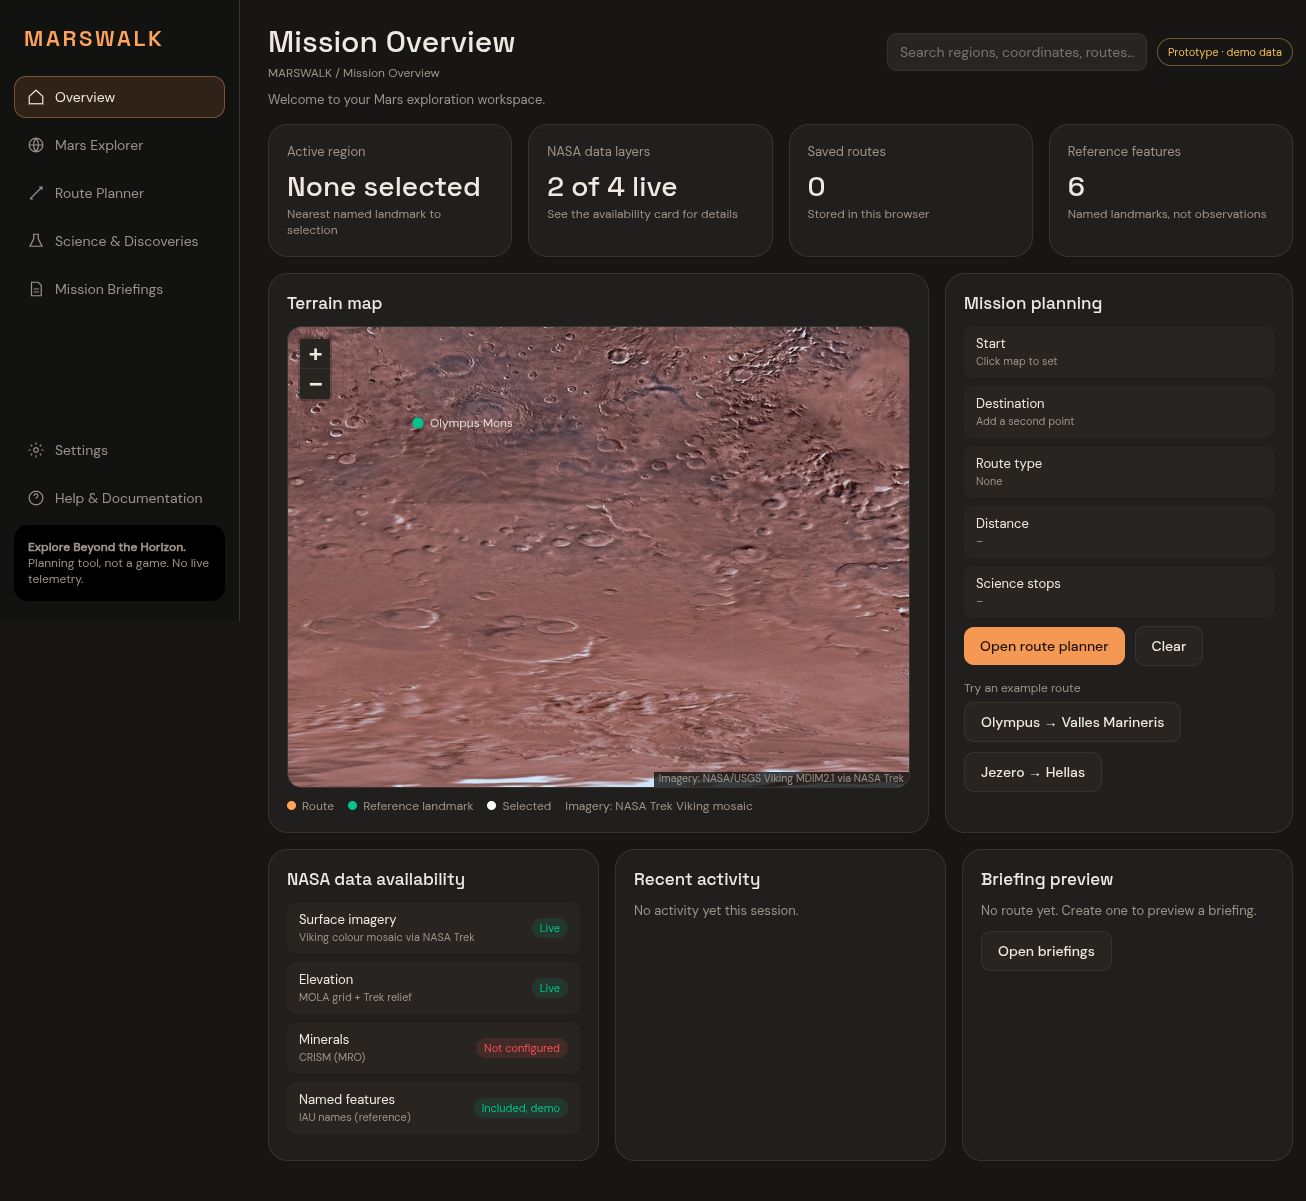 MARSWALK
Overview
Mars Explorer
Route Planner
Science & Discoveries
Mission Briefings
Settings
Help & Documentation
Explore Beyond the Horizon.
Planning tool, not a game. No live
telemetry.
Mission Overview
MARSWALK / Mission Overview
Welcome to your Mars exploration workspace.
Search regions, coordinates, routes…
Prototype · demo data
Active region
None selected
Nearest named landmark to
selection
NASA data layers
2 of 4 live
See the availability card for details
Saved routes
0
Stored in this browser
Reference features
6
Named landmarks, not observations
Terrain map
+
−
Olympus Mons
Imagery: NASA/USGS Viking MDIM2.1 via NASA Trek
Route
Reference landmark
Selected
Imagery: NASA Trek Viking mosaic
Mission planning
Start
Click map to set
Destination
Add a second point
Route type
None
Distance
–
Science stops
–
Open route planner
Clear
Try an example route
Olympus → Valles Marineris
Jezero → Hellas
NASA data availability
Surface imagery
Viking colour mosaic via NASA Trek
Live
Elevation
MOLA grid + Trek relief
Live
Minerals
CRISM (MRO)
Not configured
Named features
IAU names (reference)
Included, demo
Recent activity
No activity yet this session.
Briefing preview
No route yet. Create one to preview a briefing.
Open briefings